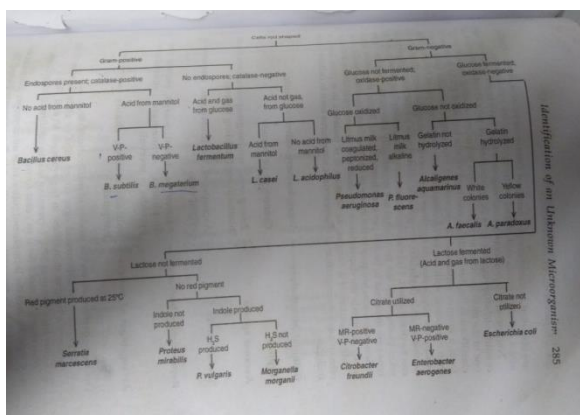 Cells rod shaped
Gram-positive
Gram-negative
Endospores present; catalase-positive
No endospores; catalase-negative
Glucose not fermented,
oxidase-positive
Glucose fermented,
oxidase-negative
No acid from mannitol
Acid from mannitol
Acid and gas
from glucose
Acid not gas,
from glucose
Glucose oxidized
Glucose not oxidized
V-P-
positive
V-P-
negative
Acid from
mannitol
No acid from
mannitol
Litmus milk
coagulated,
peptonized,
reduced
Litmus
milk
alkaline
Gelatin not
hydrolyzed
Gelatin
hydrolyzed
Bacillus cereus
B. subtilis
B. megaterium
Lactobacillus
fermentum
L. casei
L. acidophilus
Pseudomonas
aeruginosa
P. fluore-
scens
Alcaligenes
aquamarinus
White
colonies
Yellow
colonies
A. faecalis
A. paradoxus
Lactose not fermented
Lactose fermented
(Acid and gas from lactose)
Red pigment produced at 25°C
No red pigment
Citrate utilized
Citrate not
utilized
Indole not
produced
Indole produced
H₂S
produced
H₂S not
produced
MR-positive
V-P-negative
MR-negative
V-P-positive
Escherichia coli
Serratia
marcescens
Proteus
mirabilis
P. vulgaris
Morganella
morganii
Citrobacter
freundii
Enterobacter
aerogenes
Identification of an Unknown Microorganism
285